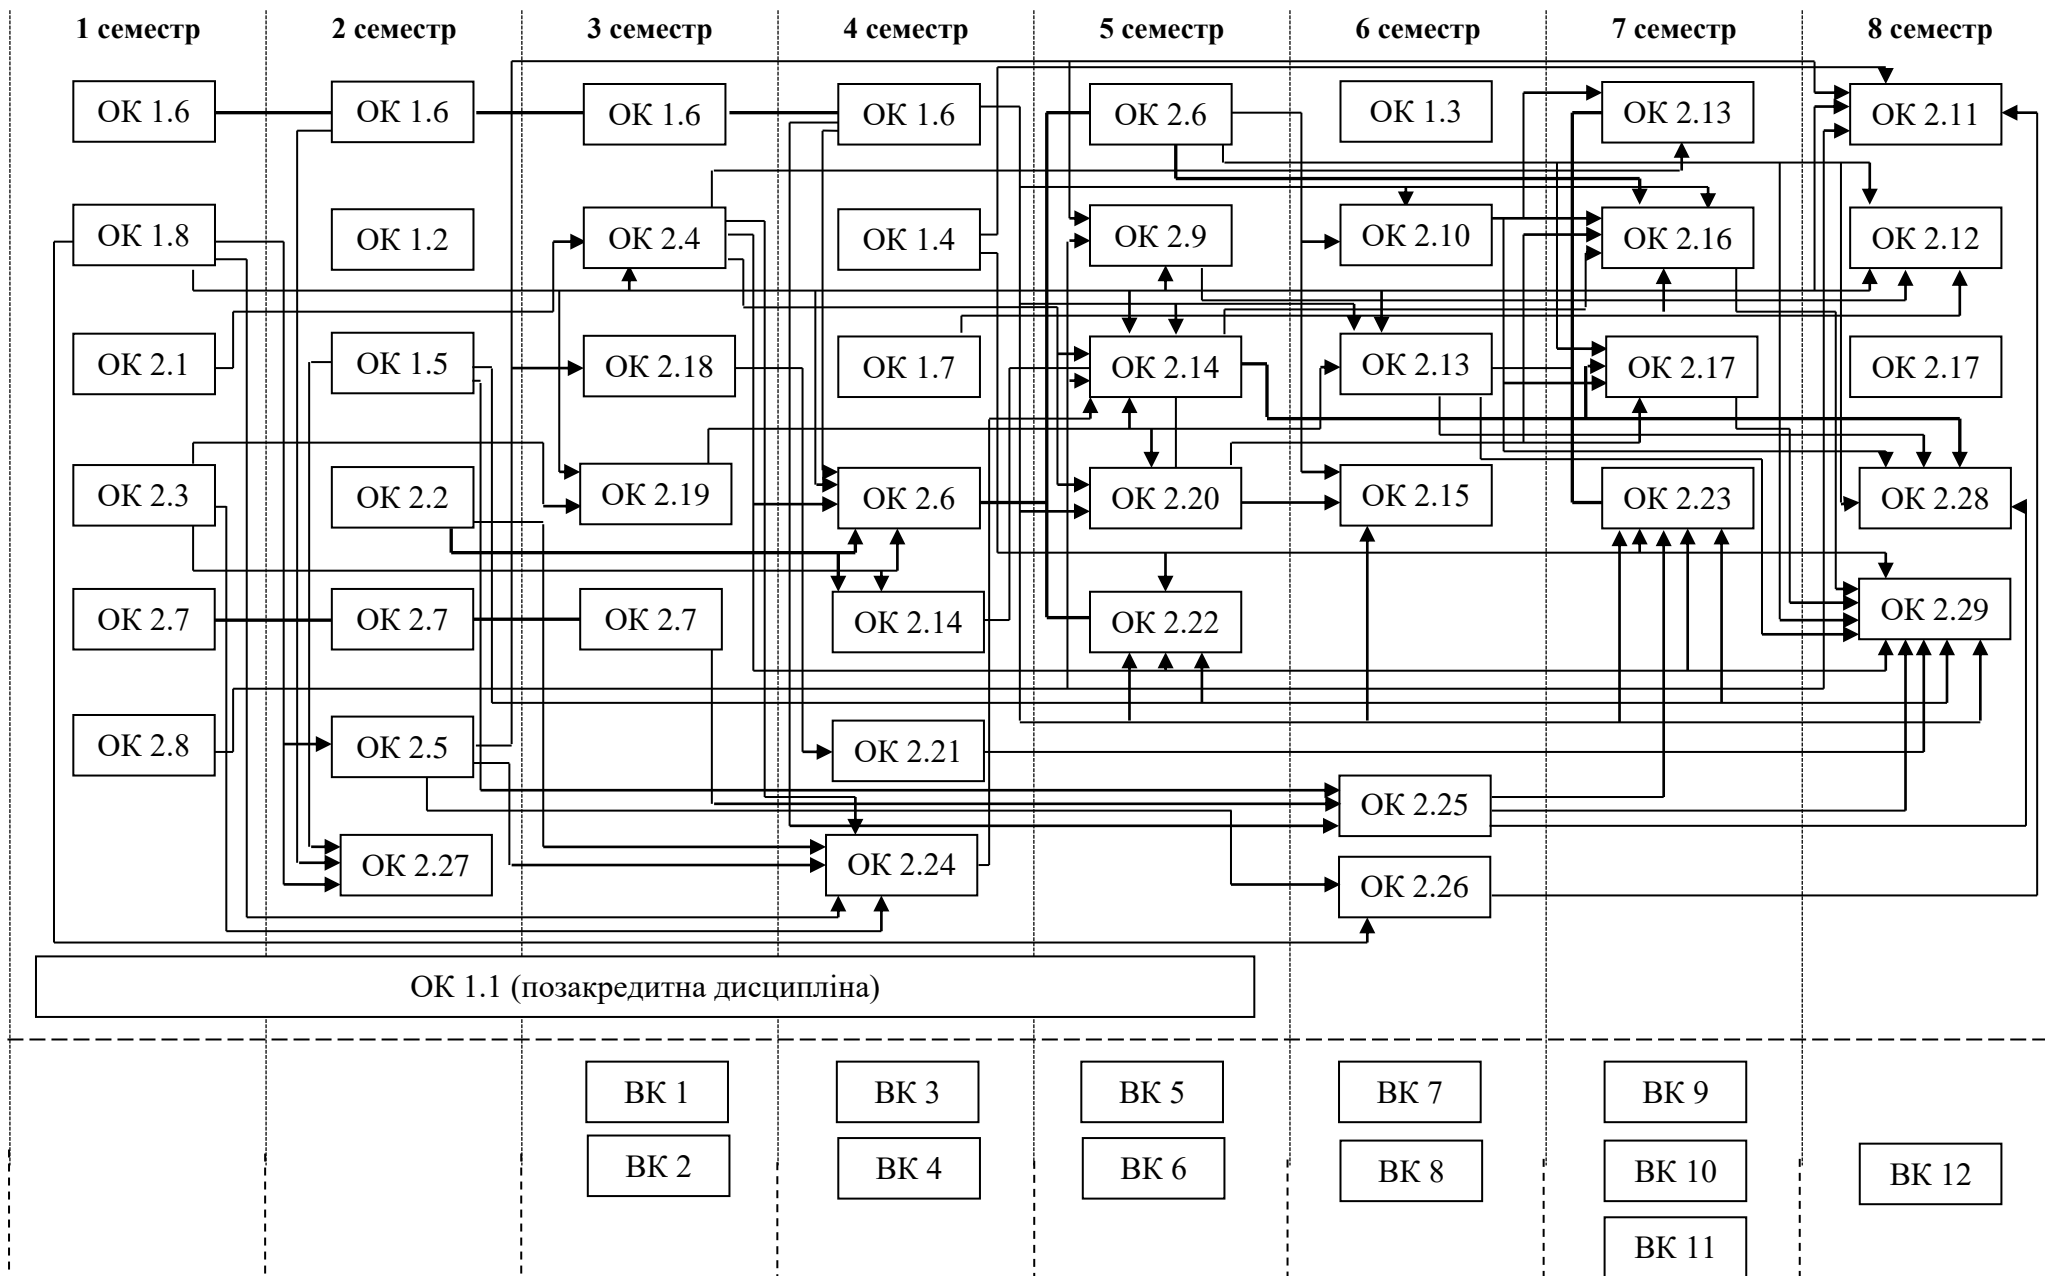 1 семестр 2 семестр 3 семестр 4 семестр 5 семестр 6 семестр 7 семестр 8 семестр
ОК 1.6 ОК 1.6 ОК 1.6 ОК 1.6 ОК 2.6 ОК 1.3 ОК 2.13 ОК 2.11
ОК 1.8 ОК 1.2 ОК 2.4 ОК 1.4 ОК 2.9 ОК 2.10 ОК 2.16 ОК 2.12
ОК 2.1 ОК 1.5 ОК 2.18 ОК 1.7 ОК 2.14 ОК 2.13 ОК 2.17 ОК 2.17
ОК 2.3 ОК 2.2 ОК 2.19 ОК 2.6 ОК 2.20 ОК 2.15 ОК 2.23 ОК 2.28
ОК 2.7 ОК 2.7 ОК 2.7 ОК 2.14 ОК 2.22 ОК 2.29
ОК 2.8 ОК 2.5 ОК 2.21
ОК 2.25
ОК 2.27 ОК 2.24 ОК 2.26
ОК 1.1 (позакредитна дисципліна)
ВК 1 ВК 3 ВК 5 ВК 7 ВК 9
ВК 2 ВК 4 ВК 6 ВК 8 ВК 10 ВК 12
ВК 11